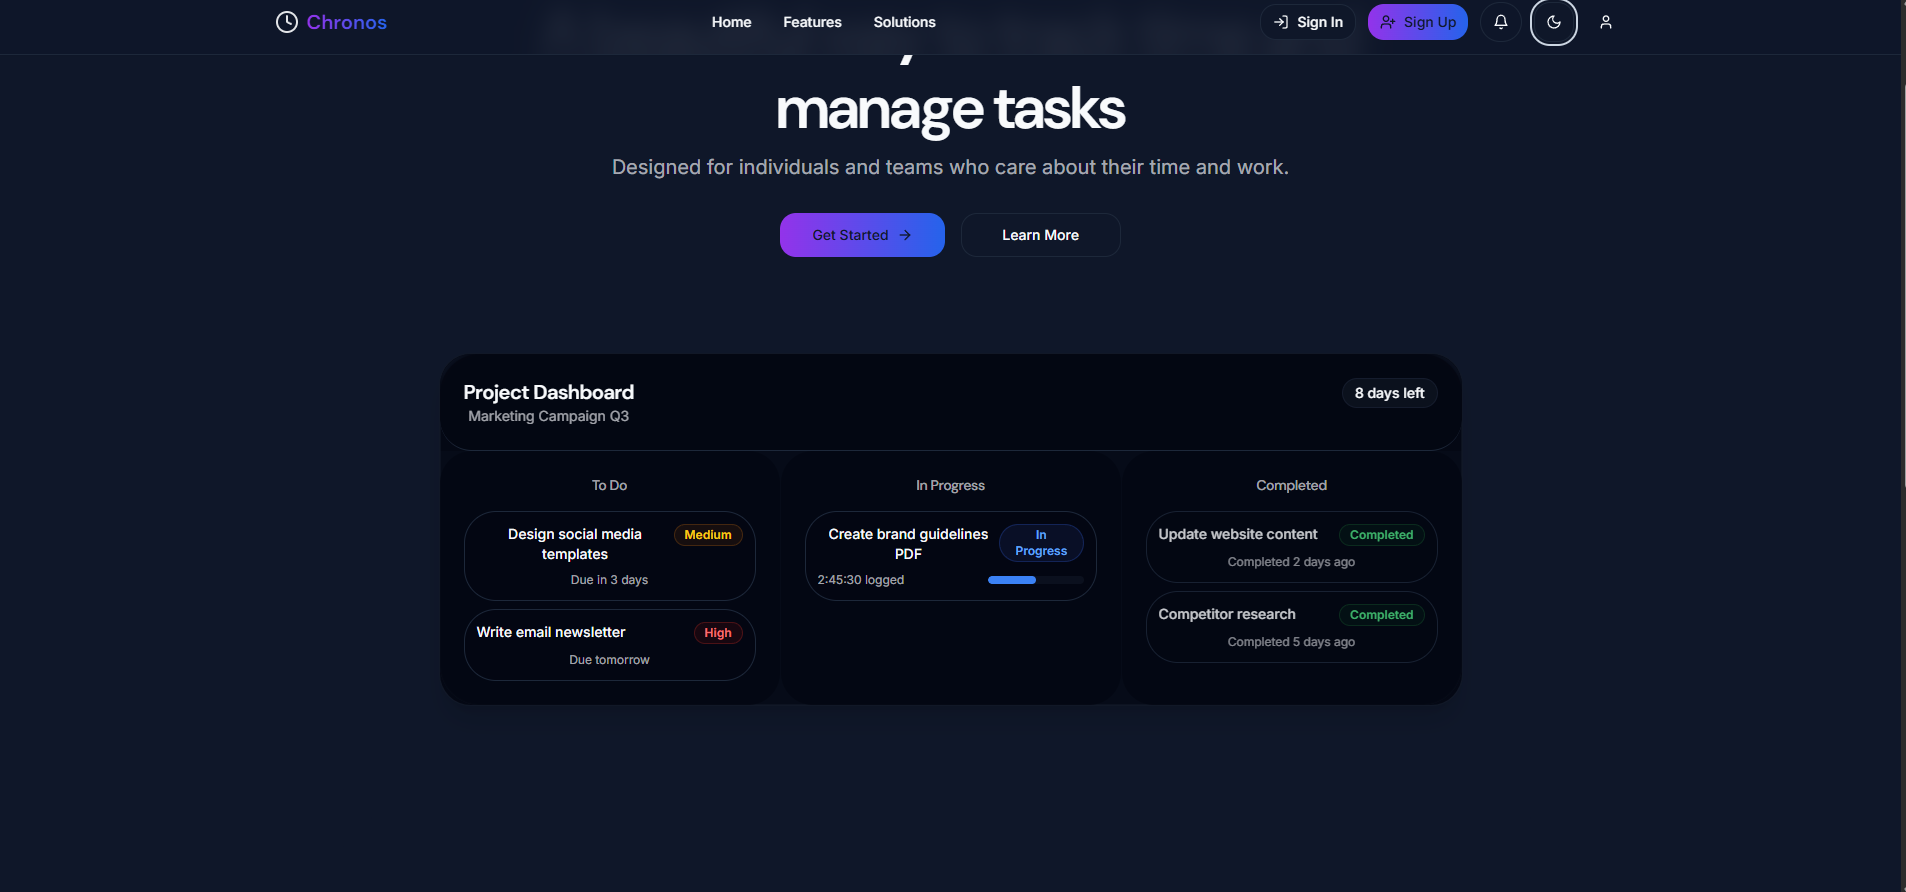 Chronos
Home
Features
Solutions
Sign In
Sign Up
manage tasks
Designed for individuals and teams who care about their time and work.
Get Started
Learn More
Project Dashboard
8 days left
Marketing Campaign Q3
To Do
Design social media
templates
Medium
Due in 3 days
Write email newsletter
High
Due tomorrow
In Progress
Create brand guidelines
PDF
In
Progress
2:45:30 logged
Completed
Update website content
Completed
Completed 2 days ago
Competitor research
Completed
Completed 5 days ago